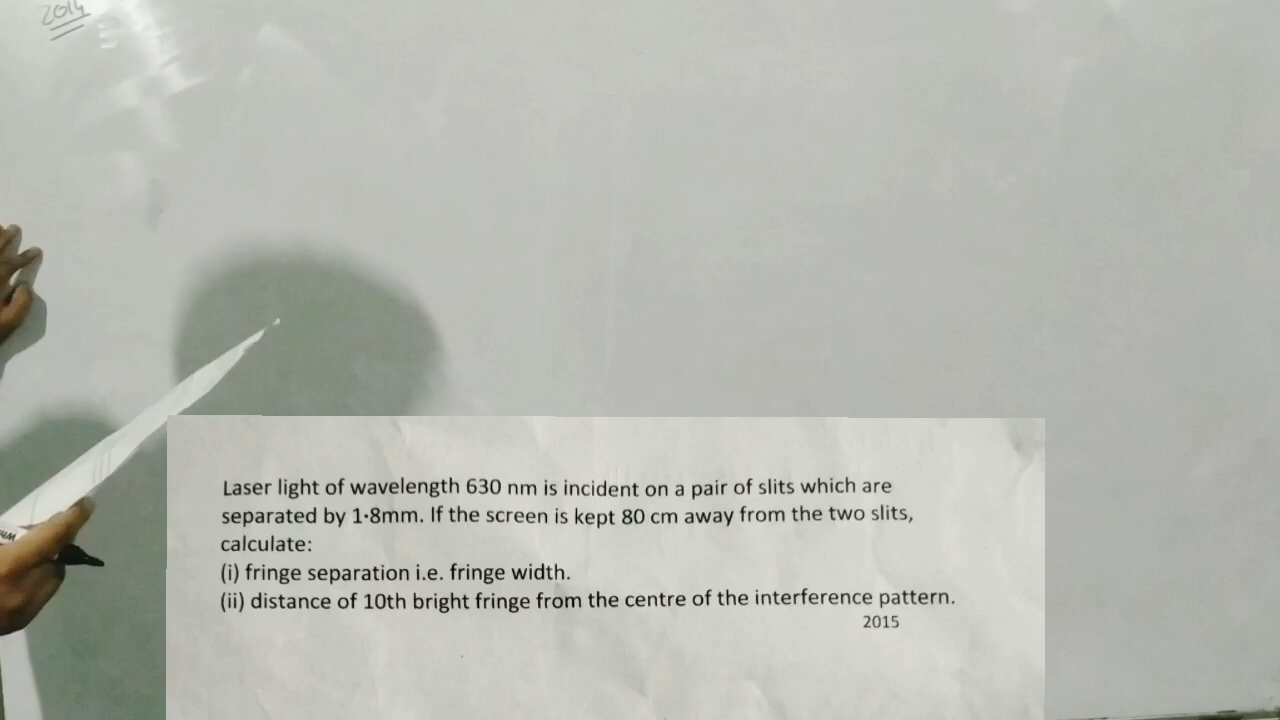 2014
Laser light of wavelength 630 nm is incident on a pair of slits which are
separated by 1·8mm. If the screen is kept 80 cm away from the two slits,
calculate:
(i) fringe separation i.e. fringe width.
(ii) distance of 10th bright fringe from the centre of the interference pattern.
2015